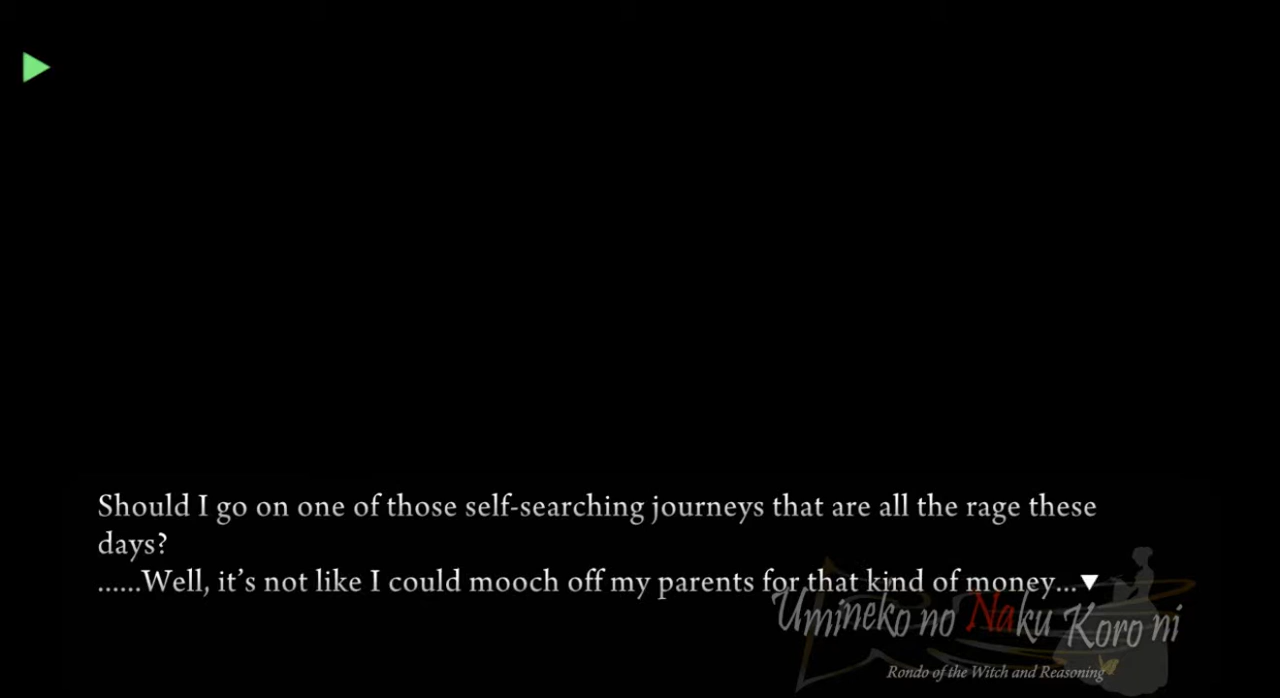 Should I go on one of those self-searching journeys that are all the rage these
days?
......Well, it's not like I could mooch off my parents for that kind of money...
Umineko no Naku Koro ni
Rondo of the Witch and Reasoning